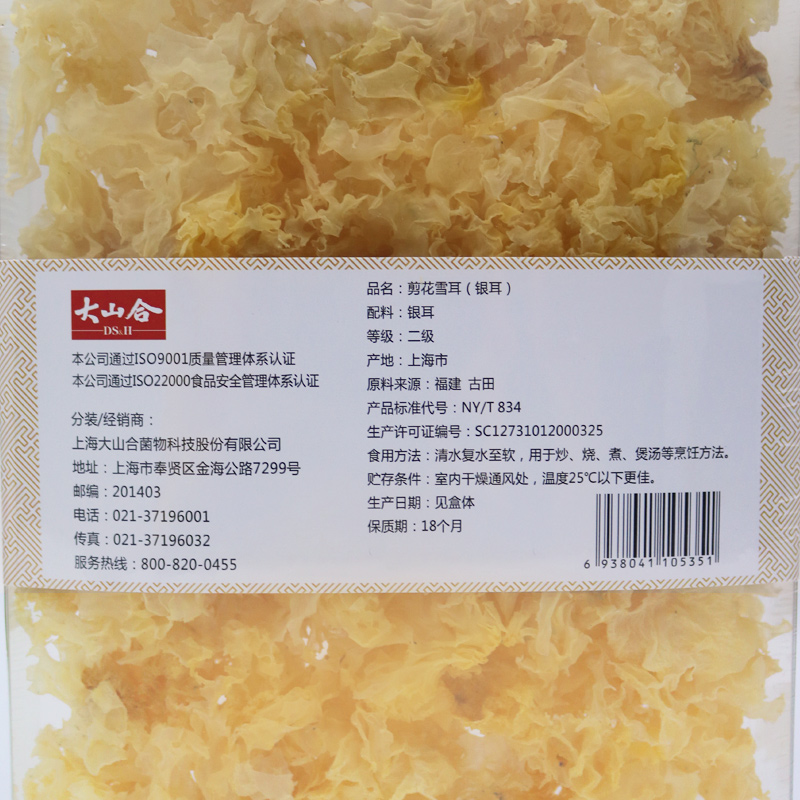 大山合
DS&H
本公司通过ISO9001质量管理体系认证
本公司通过ISO22000食品安全管理体系认证
分装/经销商：
上海大山合菌物科技股份有限公司
地址：上海市奉贤区金海公路7299号
邮编：201403
电话：021-37196001
传真：021-37196032
服务热线：800-820-0455
品名：剪花雪耳（银耳）
配料：银耳
等级：二级
产地：上海市
原料来源：福建 古田
产品标准代号：NY/T 834
生产许可证编号：SC12731012000325
食用方法：清水复水至软，用于炒、烧、煮、煲汤等烹饪方法。
贮存条件：室内干燥通风处，温度25℃以下更佳。
生产日期：见盒体
保质期：18个月
6 938041 105351